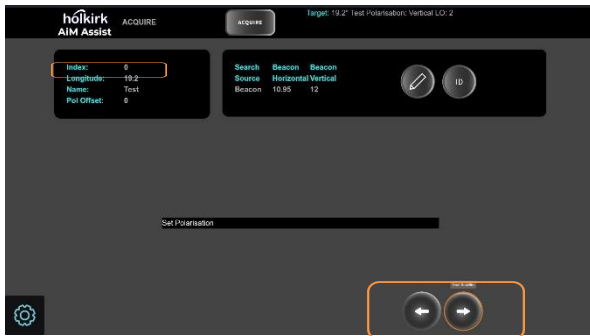 hölkirk ACQUIRE
AiM Assist
ACQUIRE
Target: 19.2° Test Polarisation: Vertical LO: 2
Index: 0
Longitude: 19.2
Name: Test
Pol Offset: 0
Search Beacon Beacon
Source Horizontal Vertical
Beacon 10.95 12
ID
Set Polarisation